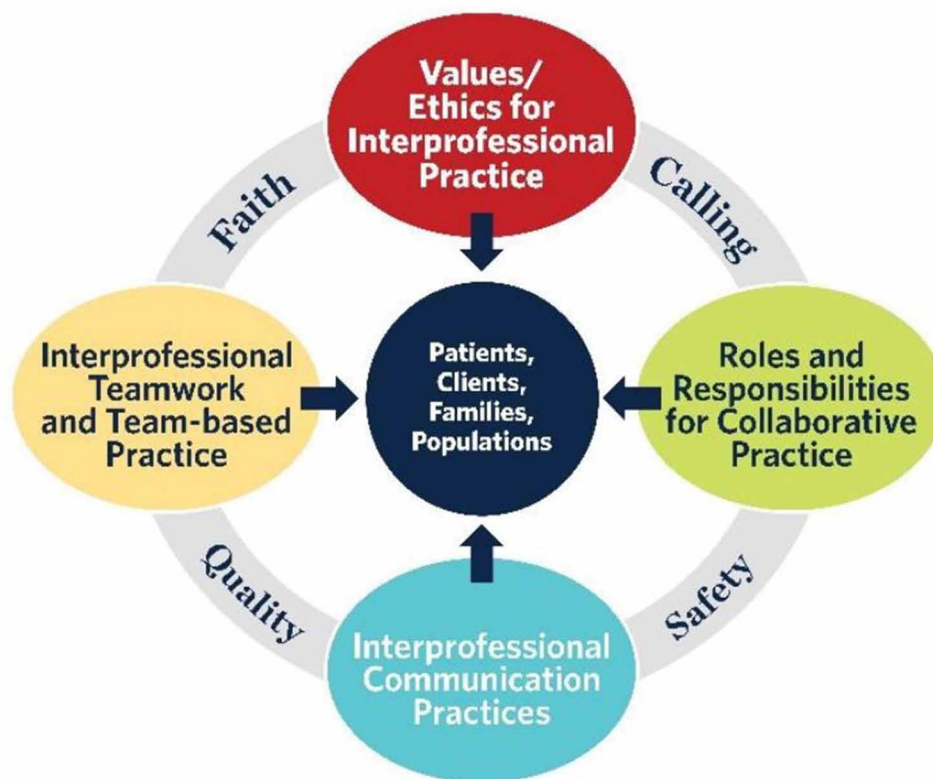 Values/
Ethics for
Interprofessional
Practice
Faith
Calling
Interprofessional
Teamwork
and Team-based
Practice
Patients,
Clients,
Families,
Populations
Roles and
Responsibilities
for Collaborative
Practice
Quality
Safety
Interprofessional
Communication
Practices